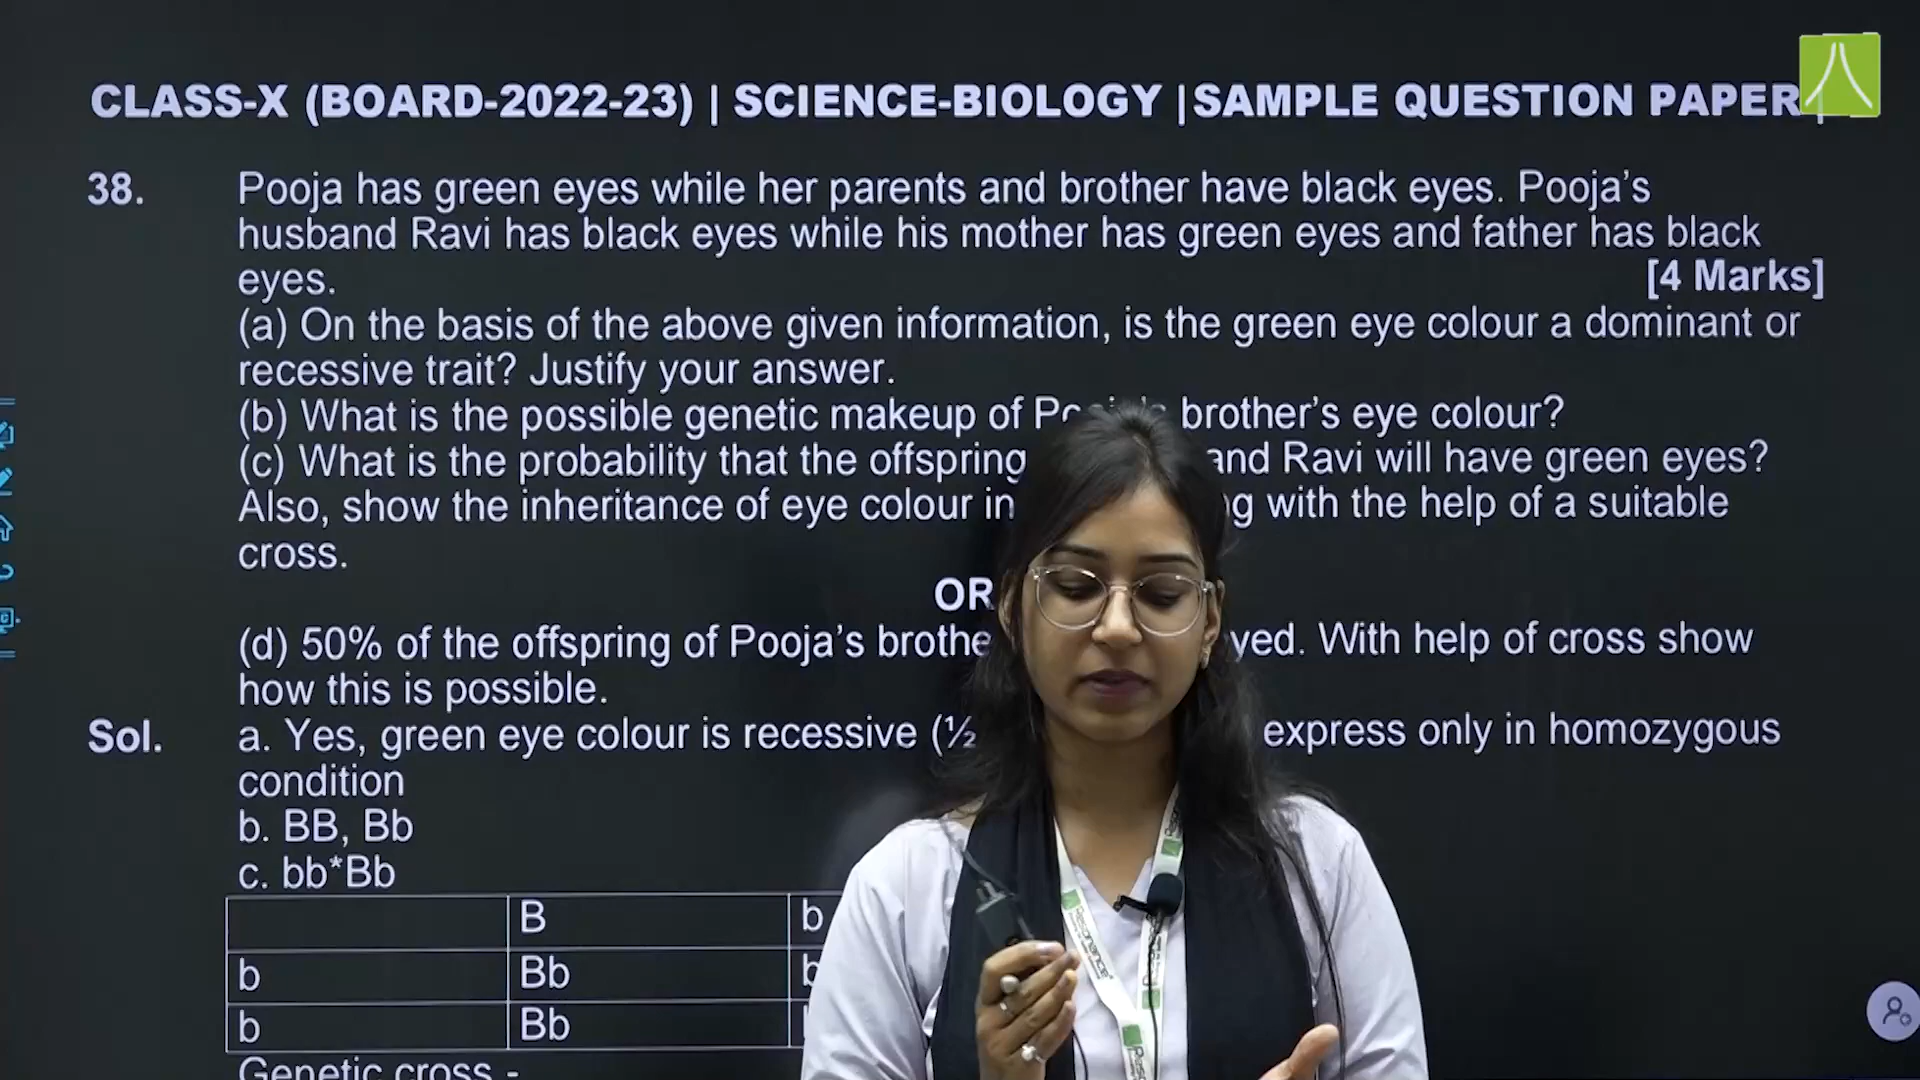 CLASS-X (BOARD-2022-23) | SCIENCE-BIOLOGY |SAMPLE QUESTION PAPER|
38. Pooja has green eyes while her parents and brother have black eyes. Pooja’s
husband Ravi has black eyes while his mother has green eyes and father has black
eyes. [4 Marks]
(a) On the basis of the above given information, is the green eye colour a dominant or
recessive trait? Justify your answer.
(b) What is the possible genetic makeup of brother’s eye colour?
(c) What is the probability that the offspring and Ravi will have green eyes?
Also, show the inheritance of eye colour in with the help of a suitable
cross.
OR
(d) 50% of the offspring of Pooja’s With help of cross show
how this is possible.
Sol. a. Yes, green eye colour is recessive (½ express only in homozygous
condition
b. BB, Bb
c. bb*Bb
B b
b Bb
b Bb
Genetic cross -
Resonance